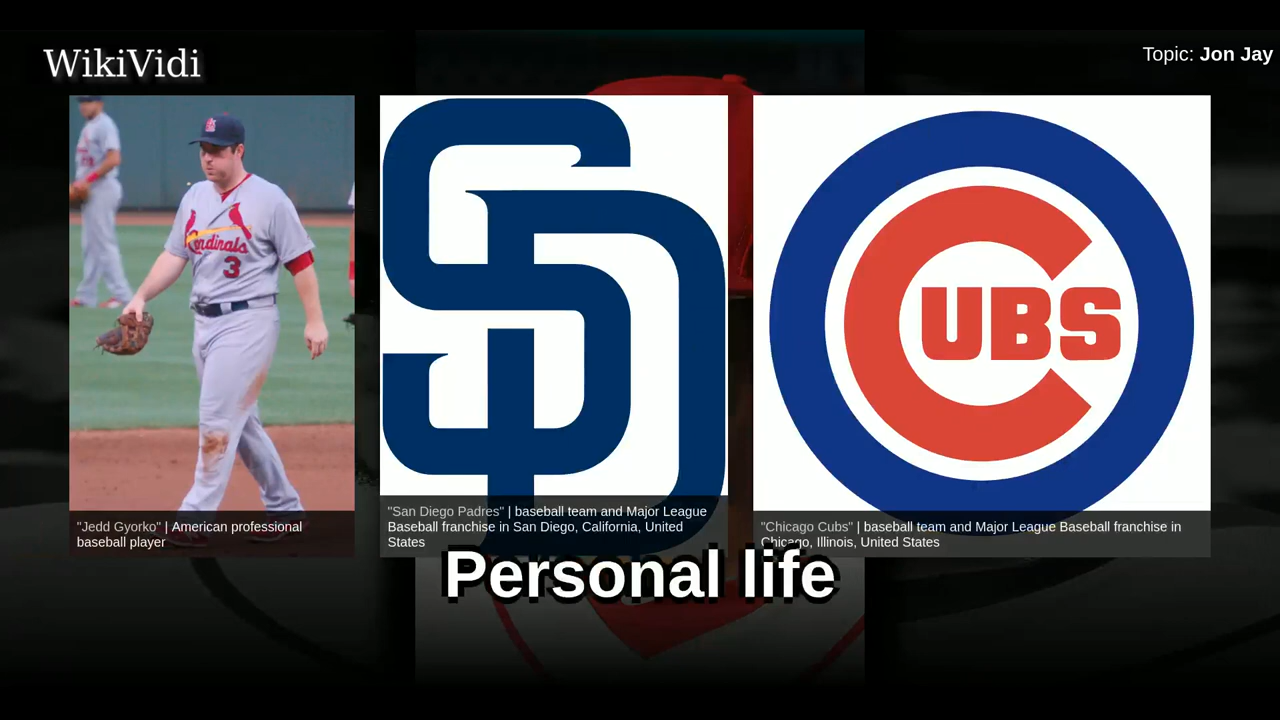 WikiVidi
Topic: Jon Jay
Cardinals
3
SD
CUBS
"Jedd Gyorko" | American professional
baseball player
"San Diego Padres" | baseball team and Major League
Baseball franchise in San Diego, California, United
States
"Chicago Cubs" | baseball team and Major League Baseball franchise in
Chicago, Illinois, United States
Personal life